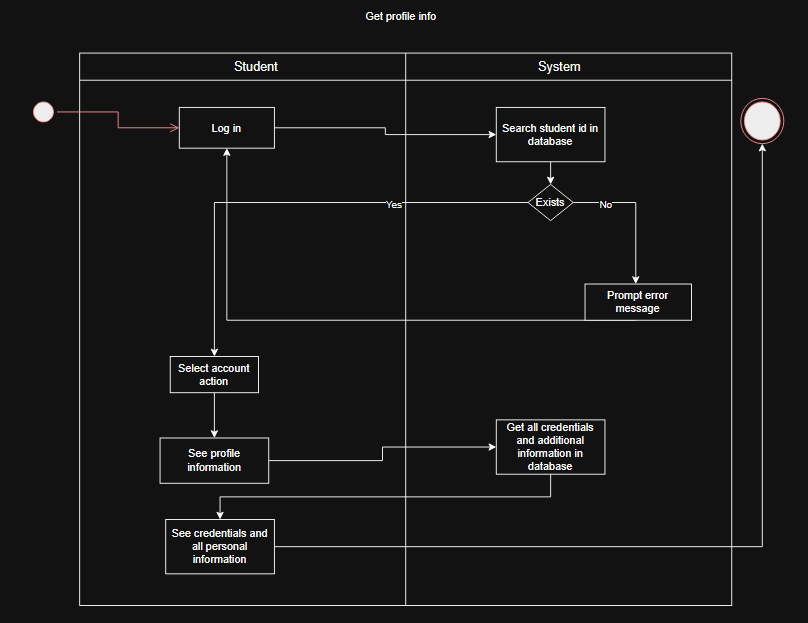 Get profile info
Student
System
Log in
Search student id in
database
Exists
Yes
No
Prompt error
message
Select account
action
See profile
information
Get all credentials
and additional
information in
database
See credentials and
all personal
information